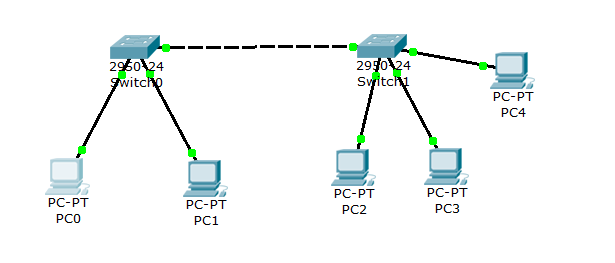 2950-24
Switch0
2950-24
Switch1
PC-PT
PC4
PC-PT
PC0
PC-PT
PC1
PC-PT
PC2
PC-PT
PC3